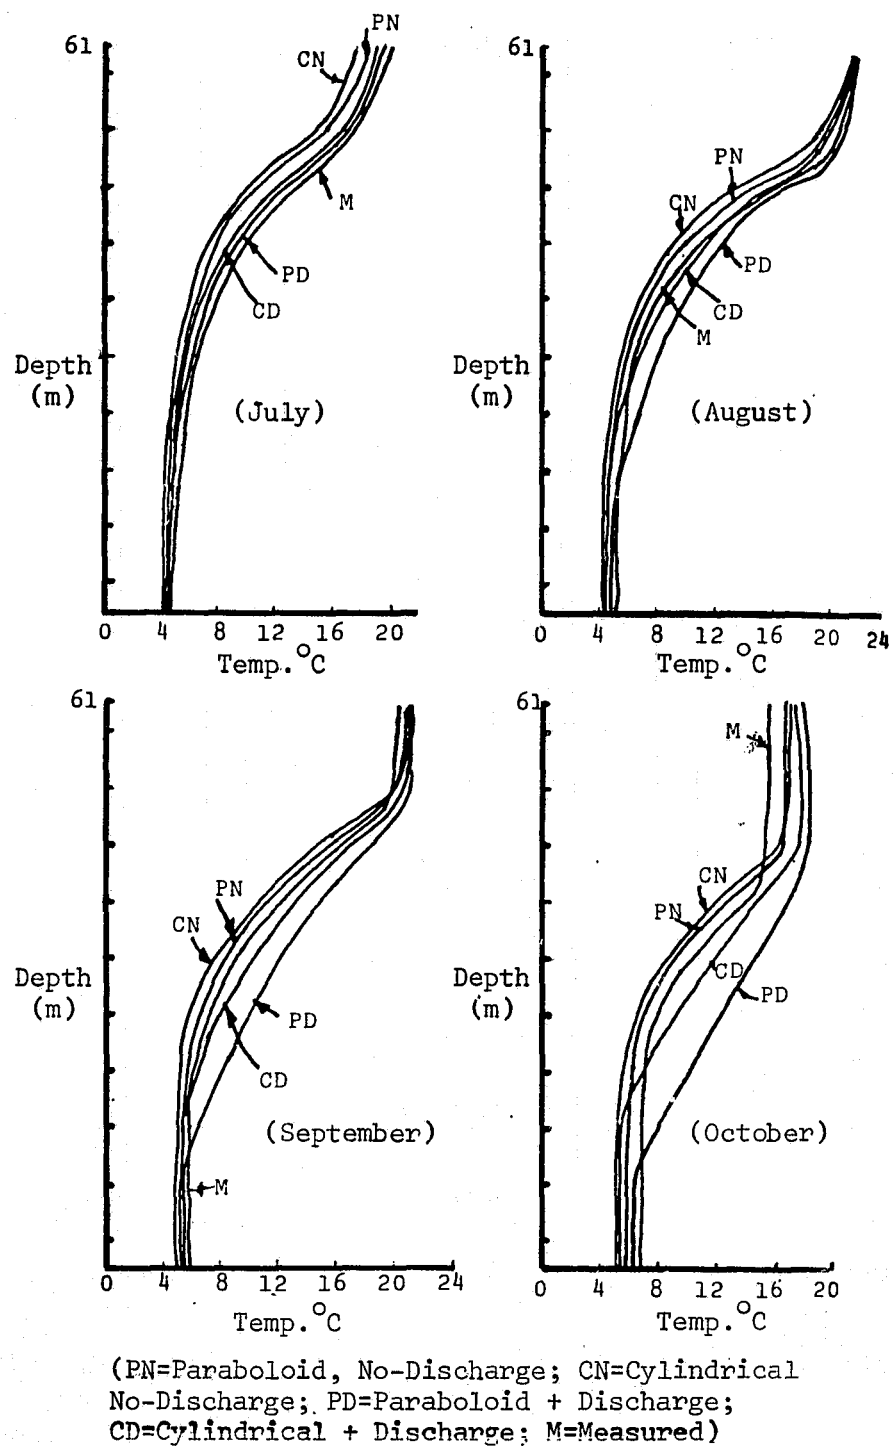 61
PN
CN
M
PD
CD
Depth
(m)
(July)
0 4 8 12 16 20
Temp.°C
61
PN
CN
PD
CD
M
Depth
(m)
(August)
0 4 8 12 16 20 24
Temp.°C
61
PN
CN
Depth
(m)
PD
CD
(September)
M
0 4 8 12 16 20 24
Temp.°C
61
M
CN
PN
CD
PD
Depth
(m)
(October)
0 4 8 12 16 20
Temp.°C
(PN=Paraboloid, No-Discharge; CN=Cylindrical
No-Discharge; PD=Paraboloid + Discharge;
CD=Cylindrical + Discharge; M=Measured)